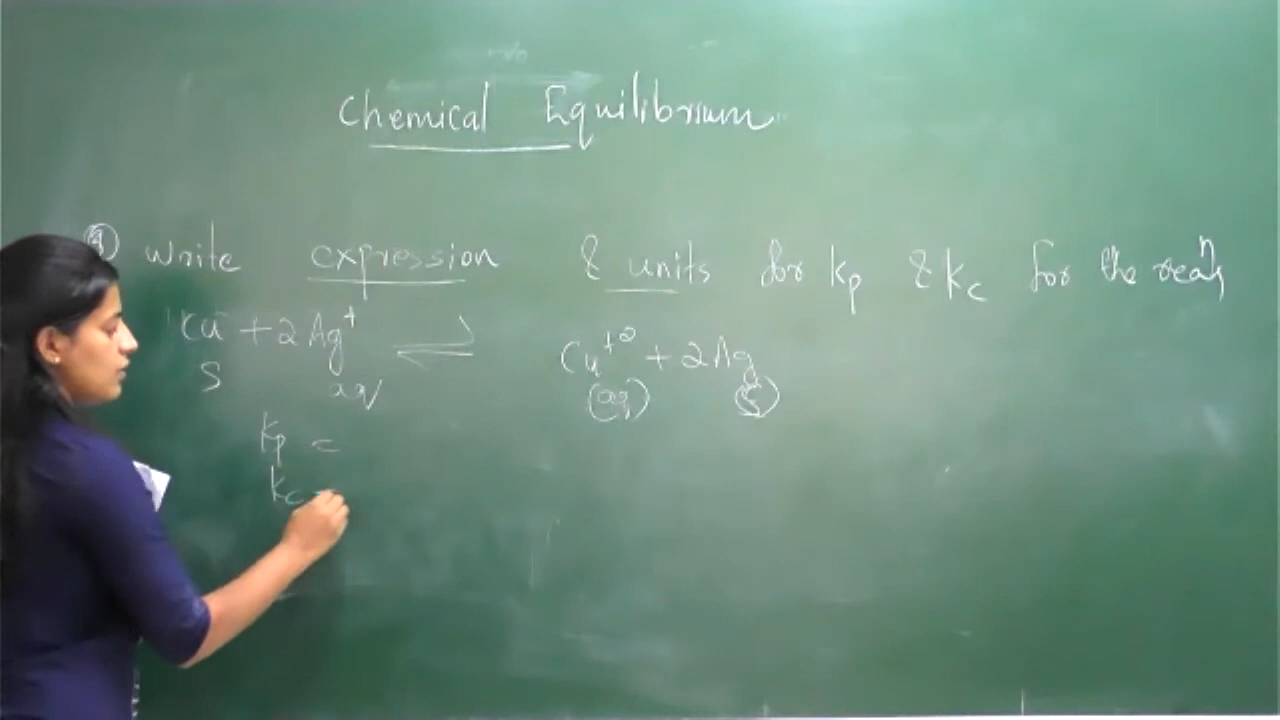 Chemical Equilibrium
Q) Write expression & units for Kp & Kc for the reaⁿ,
Cu + 2Ag⁺ ⇌ Cu⁺² + 2Ag
S aq (aq) (S)
Kp =
Kc =